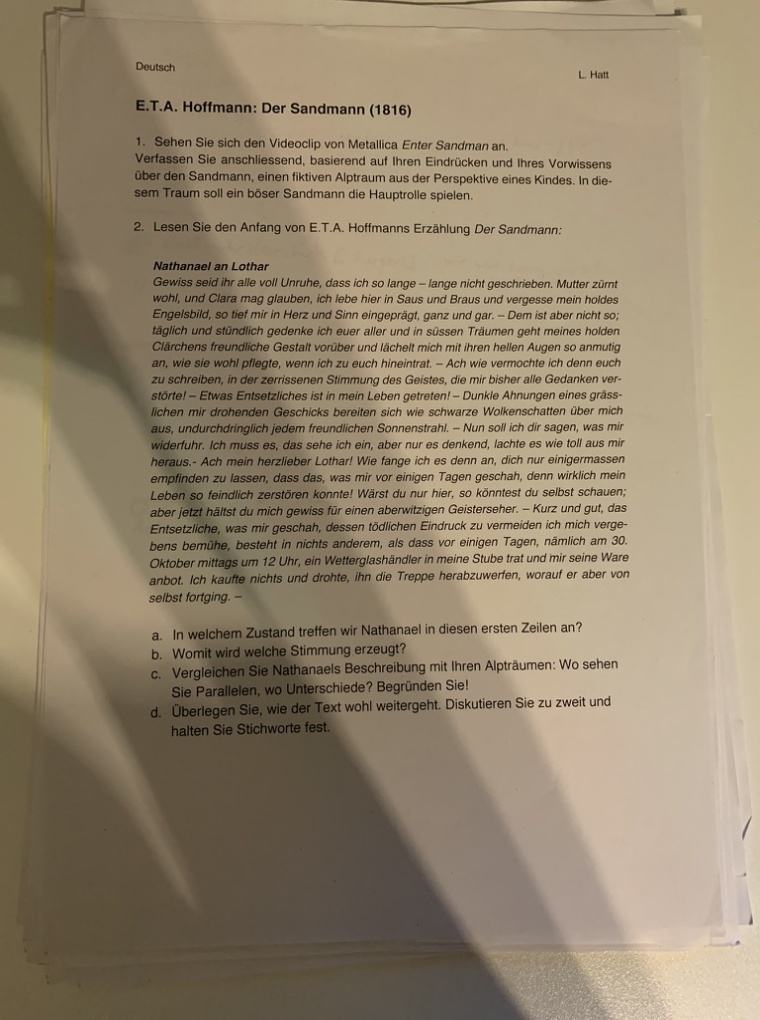 Deutsch
L. Hatt
E.T.A. Hoffmann: Der Sandmann (1816)
1. Sehen Sie sich den Videoclip von Metallica Enter Sandman an.
Verfassen Sie anschliessend, basierend auf Ihren Eindrücken und Ihres Vorwissens
über den Sandmann, einen fiktiven Alptraum aus der Perspektive eines Kindes. In die-
sem Traum soll ein böser Sandmann die Hauptrolle spielen.
2. Lesen Sie den Anfang von E.T.A. Hoffmanns Erzählung Der Sandmann:
Nathanael an Lothar
Gewiss seid ihr alle voll Unruhe, dass ich so lange – lange nicht geschrieben. Mutter zürnt
wohl, und Clara mag glauben, ich lebe hier in Saus und Braus und vergesse mein holdes
Engelsbild, so tief mir in Herz und Sinn eingeprägt, ganz und gar. – Dem ist aber nicht so;
täglich und stündlich gedenke ich euer aller und in süssen Träumen geht meines holden
Clärchens freundliche Gestalt vorüber und lächelt mich mit ihren hellen Augen so anmutig
an, wie sie wohl pflegte, wenn ich zu euch hineintrat. – Ach wie vermochte ich denn euch
zu schreiben, in der zerrissenen Stimmung des Geistes, die mir bisher alle Gedanken ver-
störte! – Etwas Entsetzliches ist in mein Leben getreten! – Dunkle Ahnungen eines gräss-
lichen mir drohenden Geschicks bereiten sich wie schwarze Wolkenschatten über mich
aus, undurchdringlich jedem freundlichen Sonnenstrahl. – Nun soll ich dir sagen, was mir
widerfuhr. Ich muss es, das sehe ich ein, aber nur es denkend, lachte es wie toll aus mir
heraus.- Ach mein herzlieber Lothar! Wie fange ich es denn an, dich nur einigermassen
empfinden zu lassen, dass das, was mir vor einigen Tagen geschah, denn wirklich mein
Leben so feindlich zerstören konnte! Wärst du nur hier, so könntest du selbst schauen;
aber jetzt hältst du mich gewiss für einen aberwitzigen Geisterseher. – Kurz und gut, das
Entsetzliche, was mir geschah, dessen tödlichen Eindruck zu vermeiden ich mich verge-
bens bemühe, besteht in nichts anderem, als dass vor einigen Tagen, nämlich am 30.
Oktober mittags um 12 Uhr, ein Wetterglashändler in meine Stube trat und mir seine Ware
anbot. Ich kaufte nichts und drohte, ihn die Treppe herabzuwerfen, worauf er aber von
selbst fortging. –
a. In welchem Zustand treffen wir Nathanael in diesen ersten Zeilen an?
b. Womit wird welche Stimmung erzeugt?
c. Vergleichen Sie Nathanaels Beschreibung mit Ihren Alpträumen: Wo sehen
Sie Parallelen, wo Unterschiede? Begründen Sie!
d. Überlegen Sie, wie der Text wohl weitergeht. Diskutieren Sie zu zweit und
halten Sie Stichworte fest.